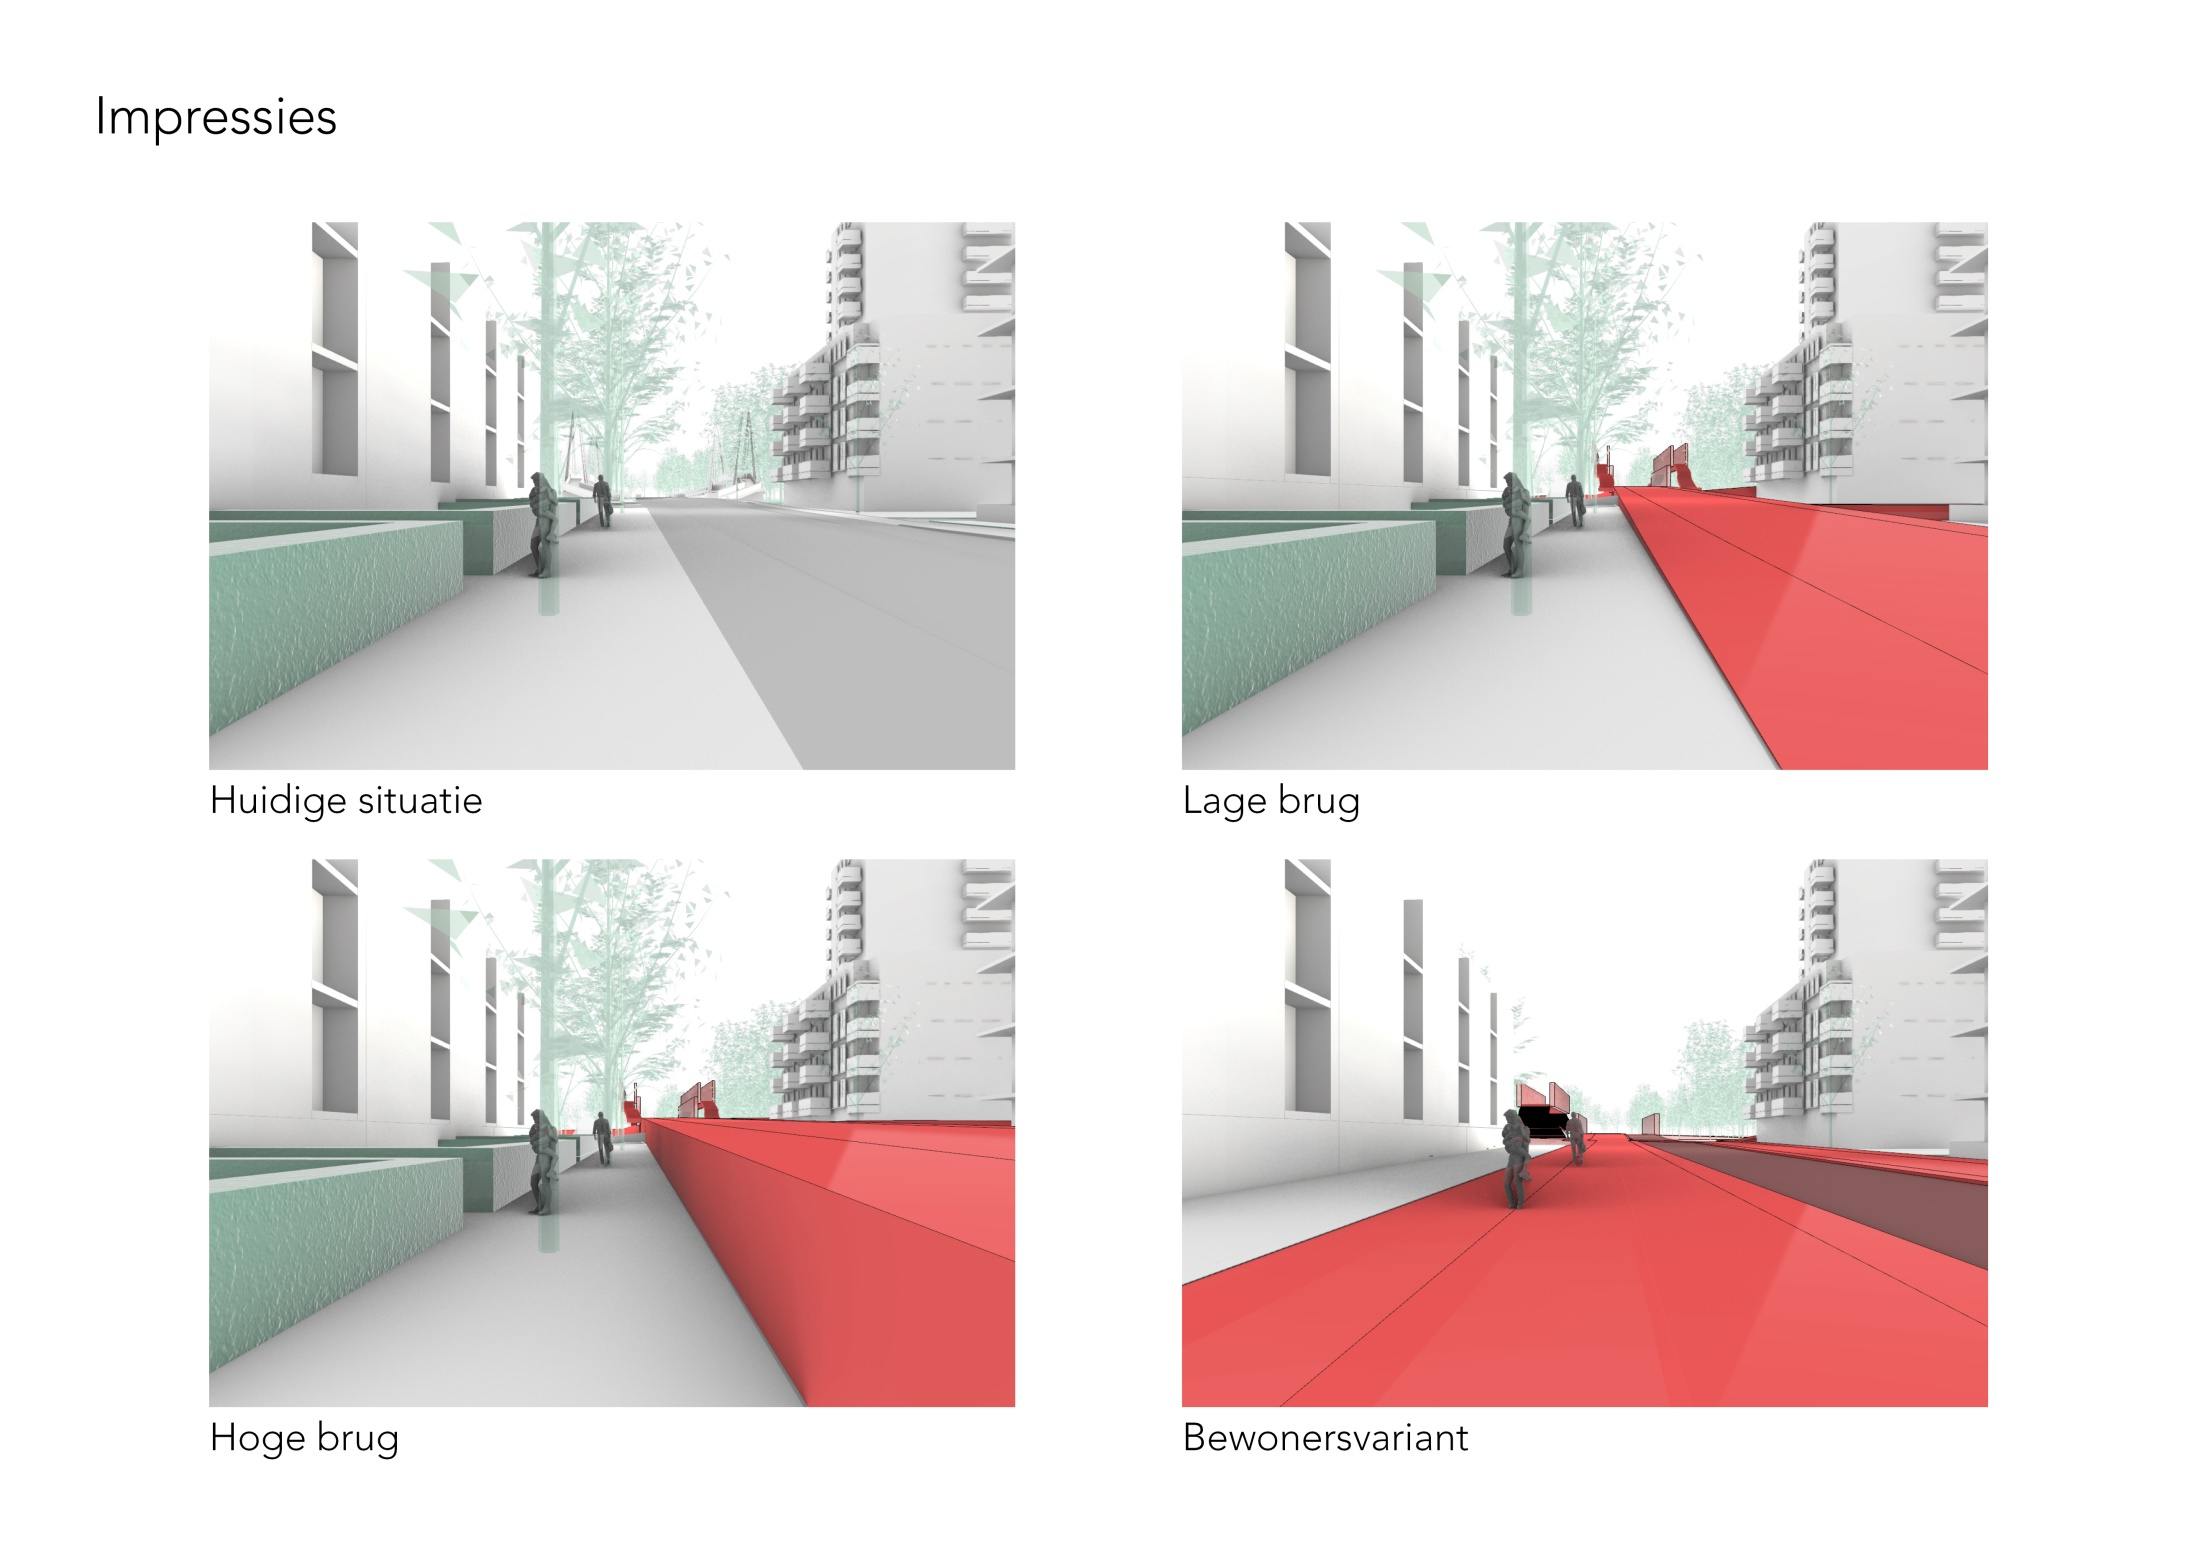 Impressies
Huidige situatie
Lage brug
Hoge brug
Bewonersvariant